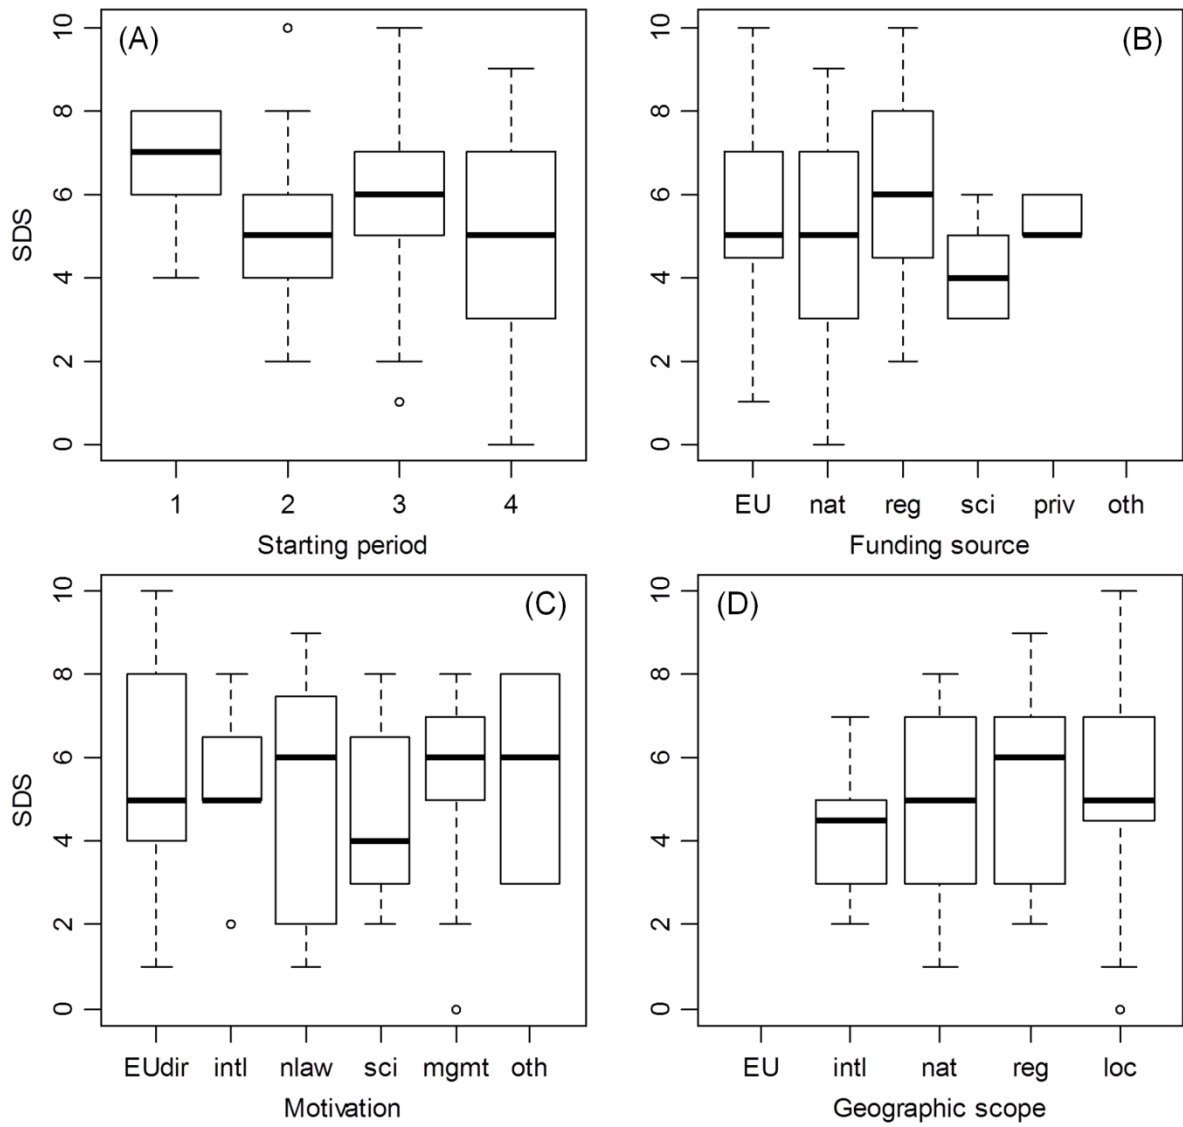 (A)
SDS
10
8
6
4
2
0
1 2 3 4
Starting period
(B)
10
8
6
4
2
0
EU nat reg sci priv oth
Funding source
(C)
SDS
10
8
6
4
2
0
EUdir intl nlaw sci mgmt oth
Motivation
(D)
10
8
6
4
2
0
EU intl nat reg loc
Geographic scope